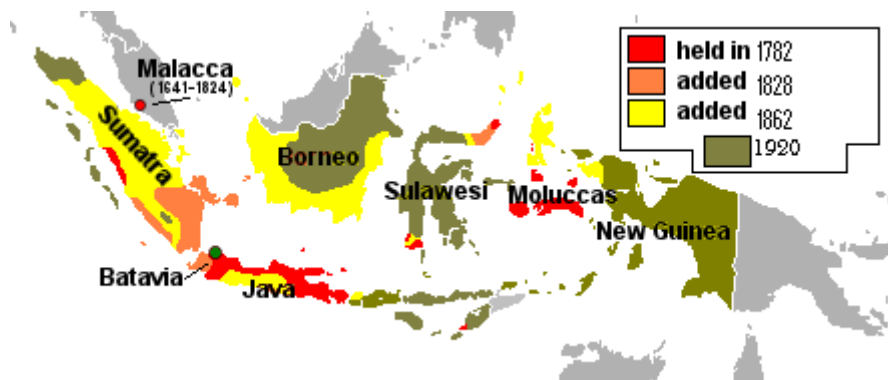 held in 1782
added 1828
added 1862
1920
Malacca
(1641-1824)
Sumatra
Borneo
Sulawesi
Moluccas
New Guinea
Batavia
Java